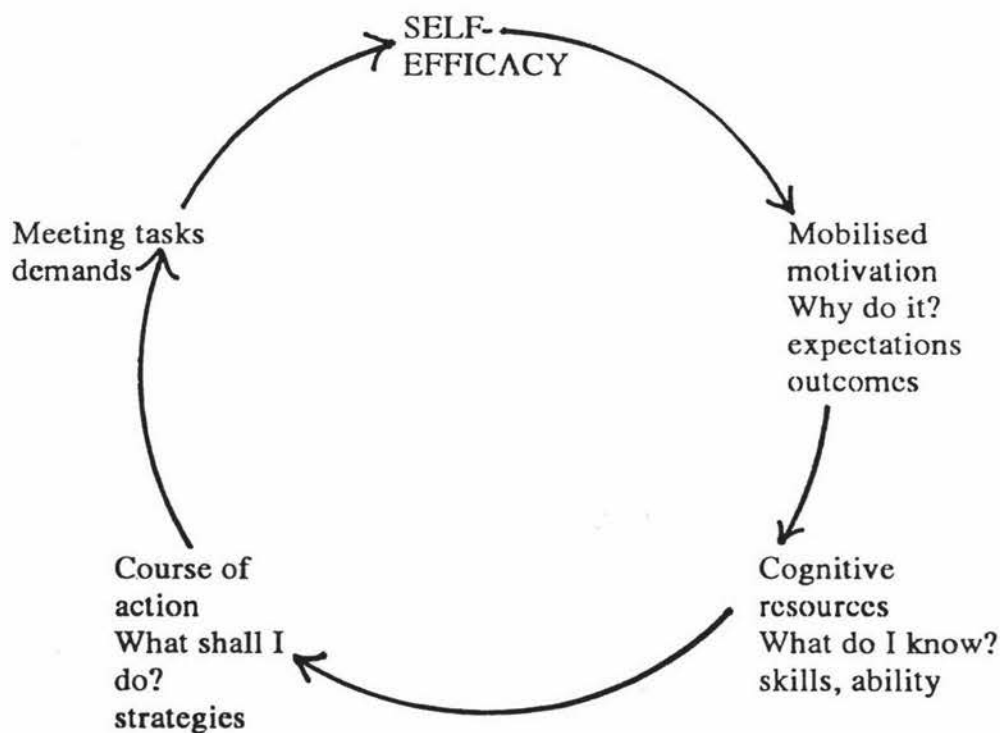 SELF-
EFFICACY
Mobilised
motivation
Why do it?
expectations
outcomes
Cognitive
resources
What do I know?
skills, ability
Course of
action
What shall I
do?
strategies
Meeting tasks
demands